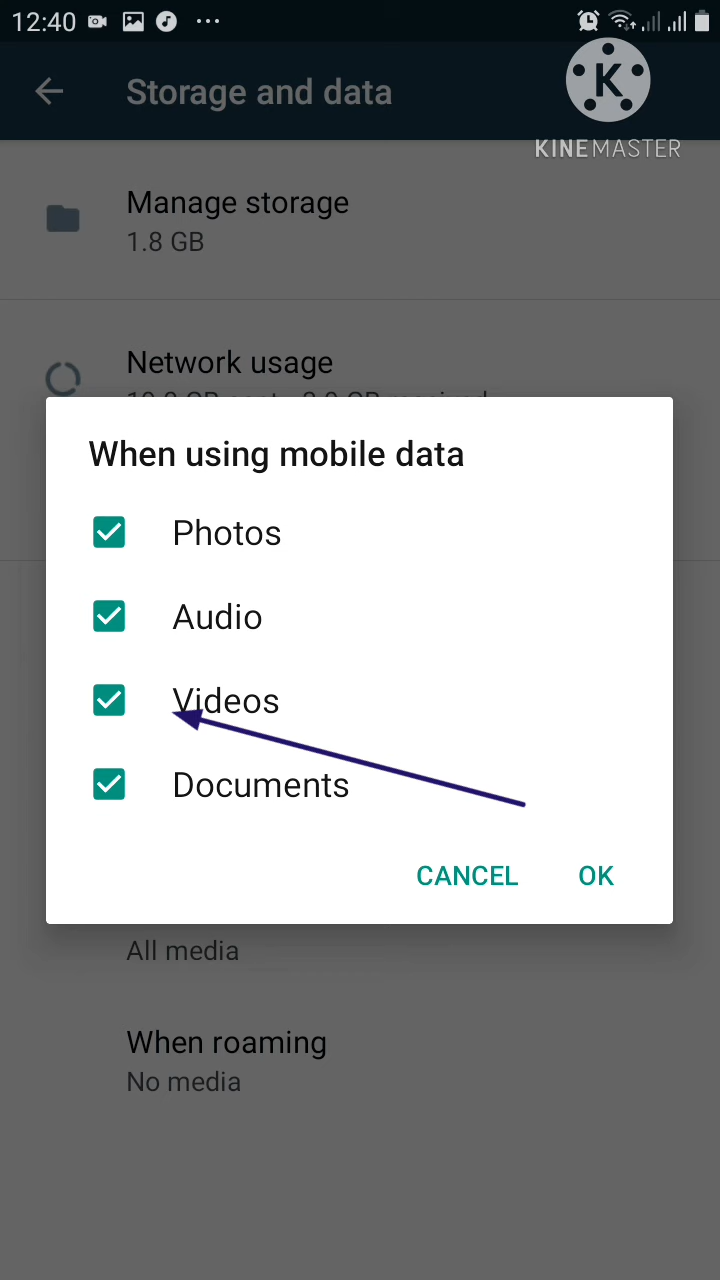 12:40
Storage and data
K
KINEMASTER
Manage storage
1.8 GB
Network usage
When using mobile data
Photos
Audio
Videos
Documents
CANCEL
OK
All media
When roaming
No media